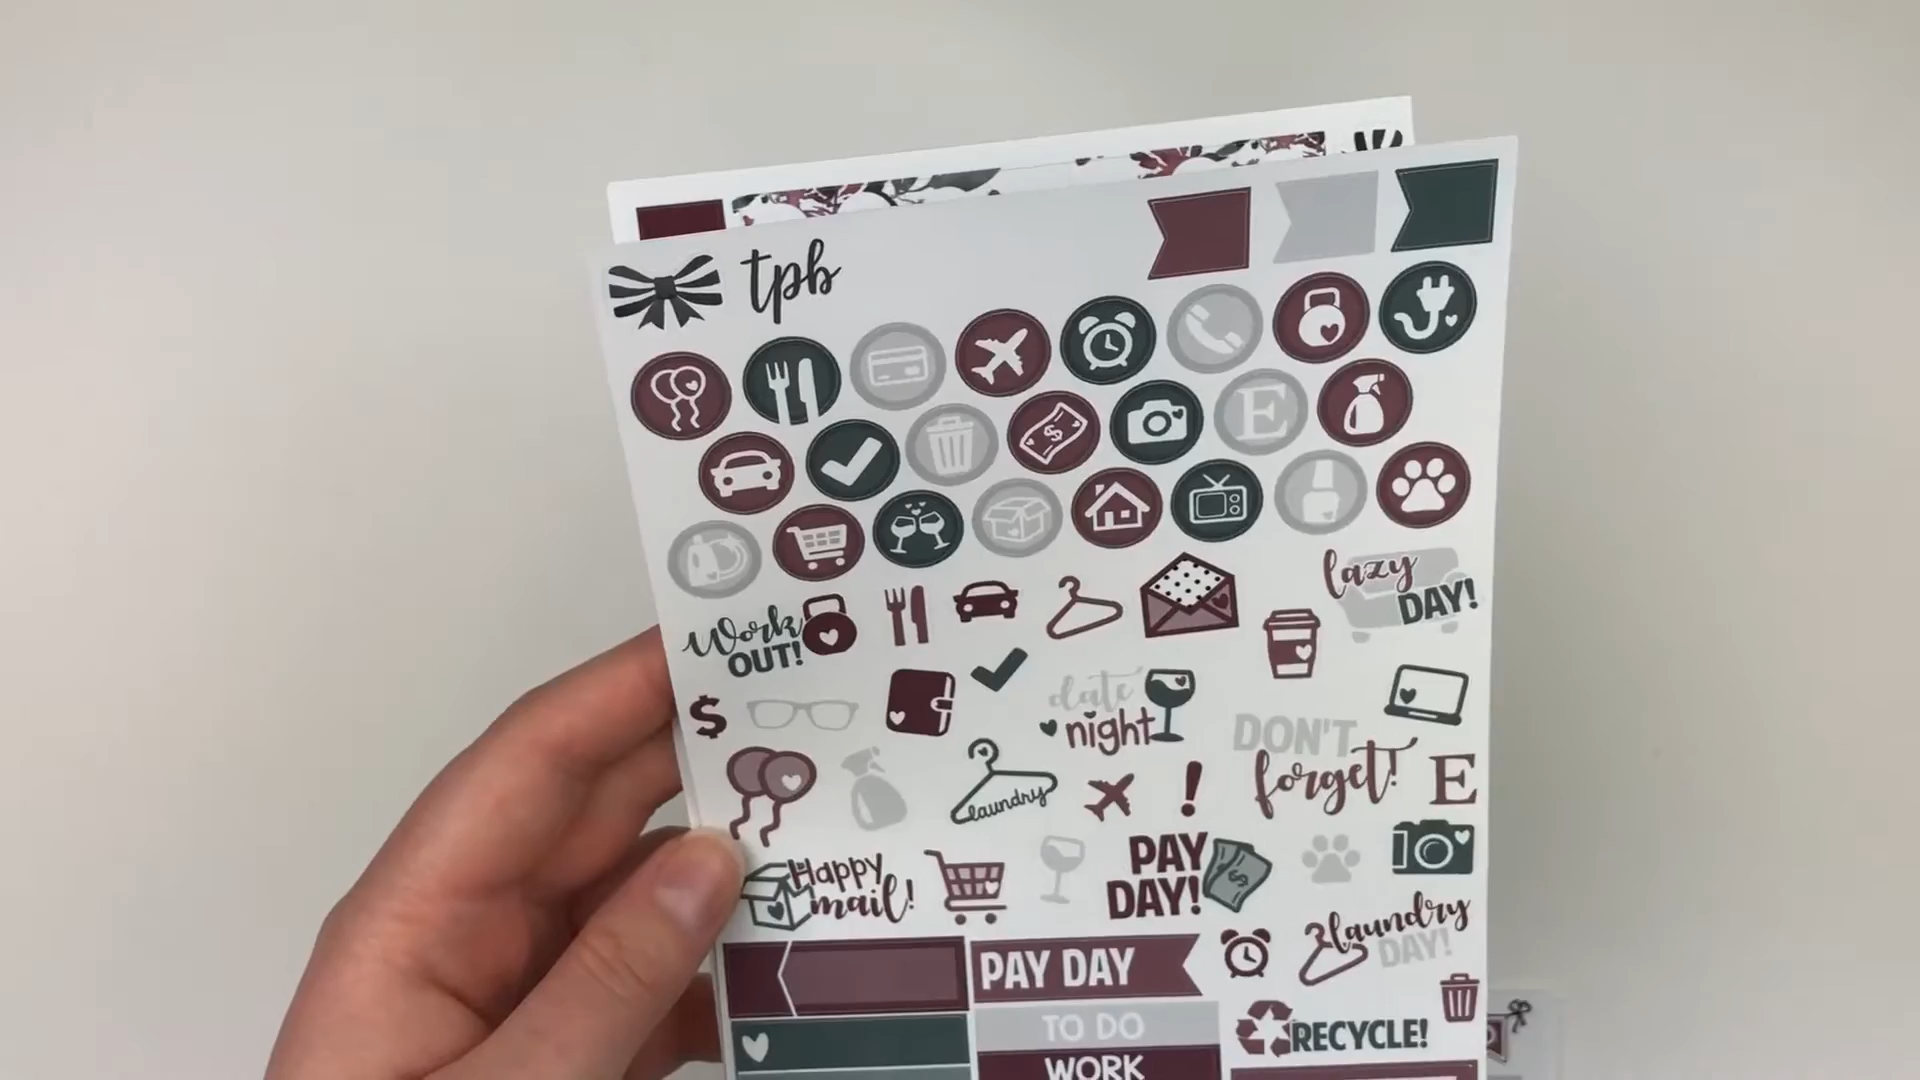 tpb
E
lazy
DAY!
Work
OUT!
$
date
night
DON'T
forget!
E
laundry
!
Happy
mail!
PAY
DAY!
laundry
DAY!
PAY DAY
TO DO
RECYCLE!
WORK